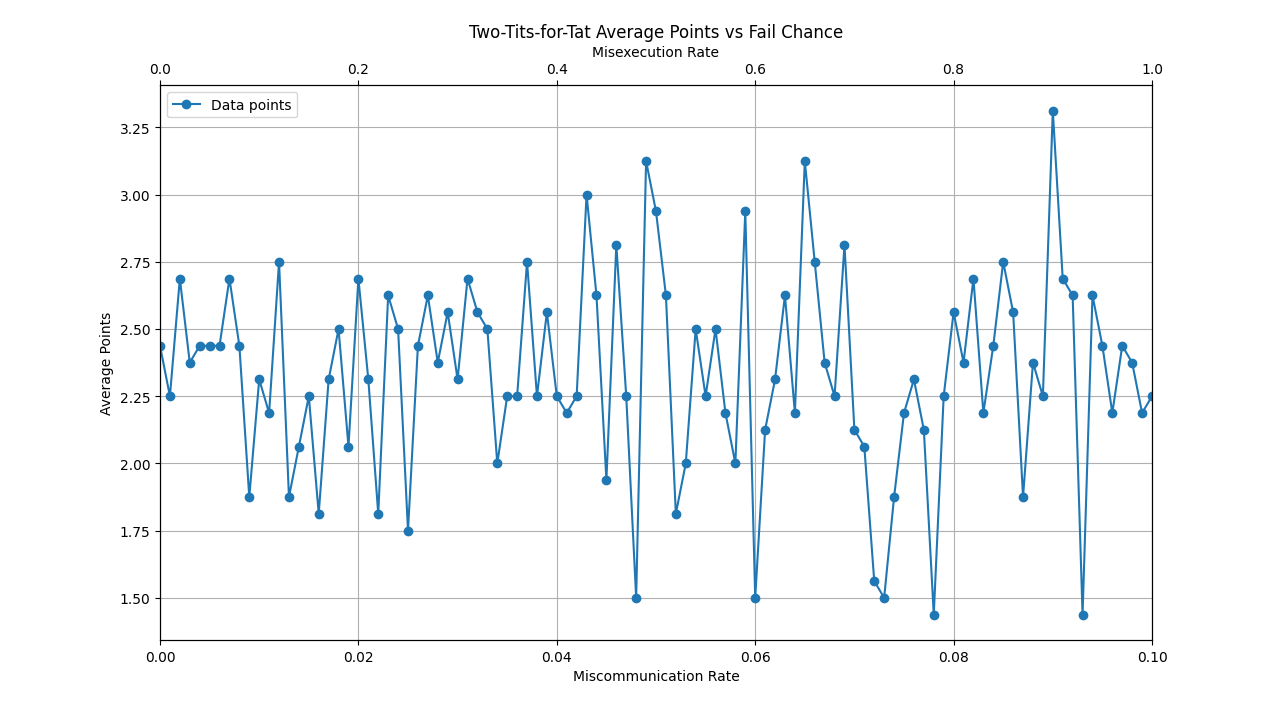 Two-Tits-for-Tat Average Points vs Fail Chance
Misexecution Rate
0.0 0.2 0.4 0.6 0.8 1.0
Data points
3.25
3.00
2.75
2.50
2.25
2.00
1.75
1.50
Average Points
0.00 0.02 0.04 0.06 0.08 0.10
Miscommunication Rate